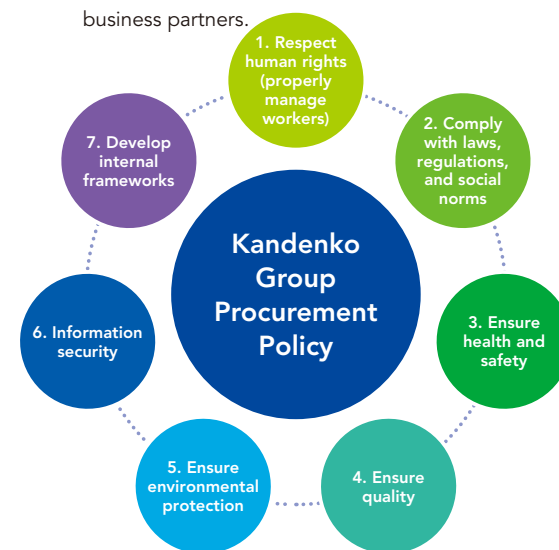 business partners.
1. Respect
human rights
(properly
manage
workers)
2. Comply
with laws,
regulations,
and social
norms
3. Ensure
health and
safety
4. Ensure
quality
5. Ensure
environmental
protection
6. Information
security
7. Develop
internal
frameworks
Kandenko
Group
Procurement
Policy